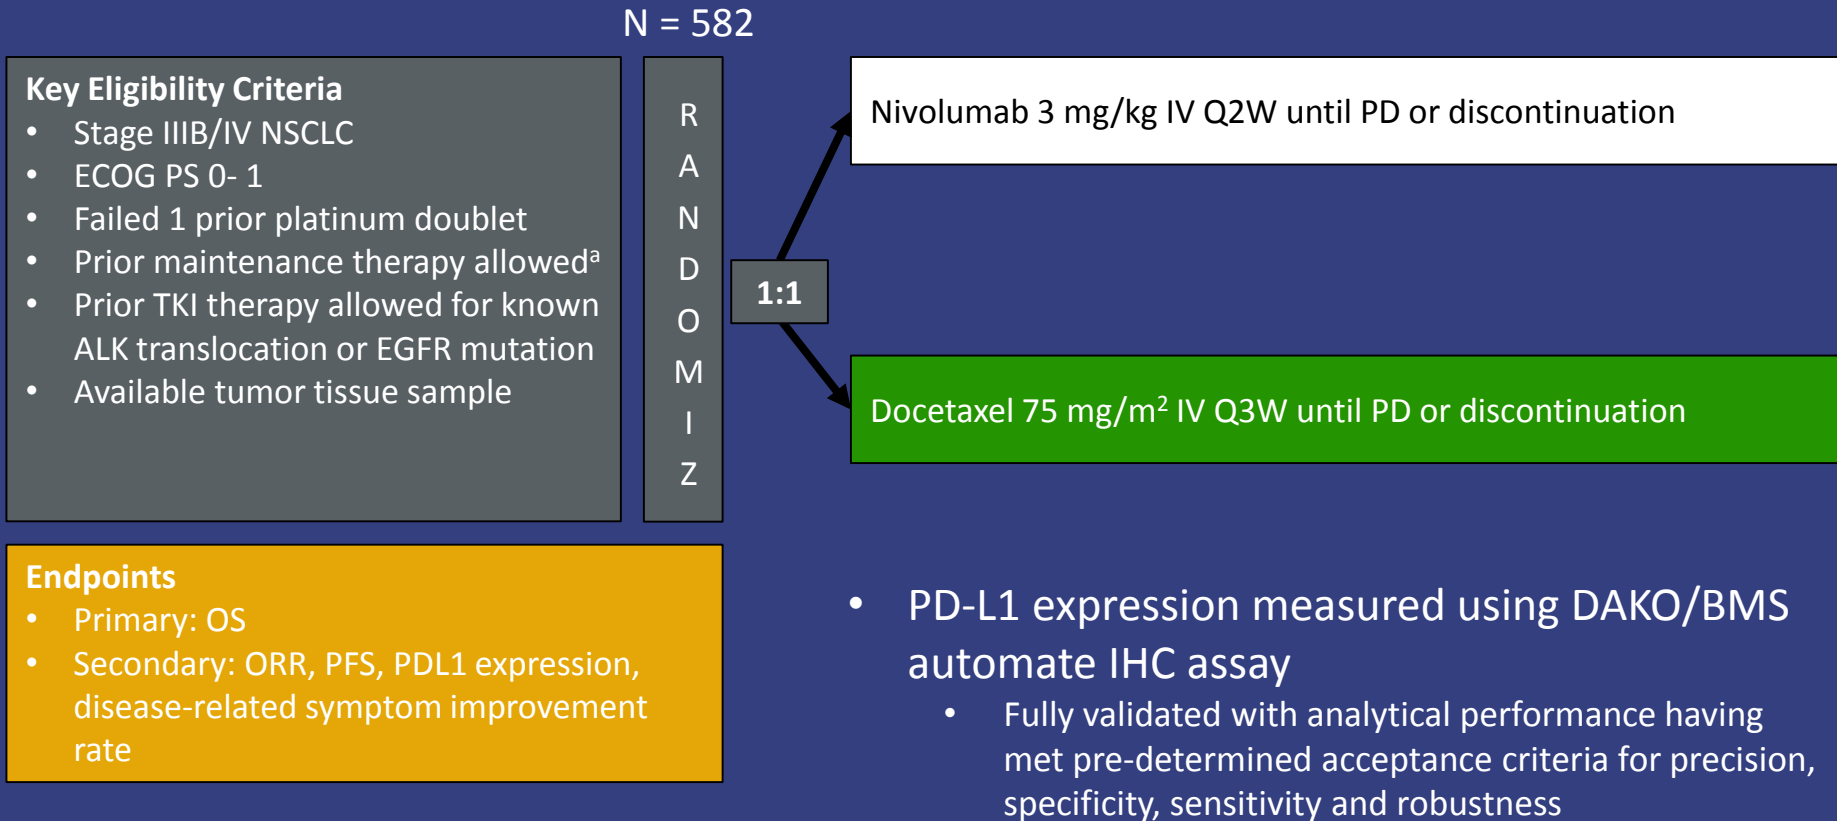 N = 582
Key Eligibility Criteria
• Stage IIIB/IV NSCLC
• ECOG PS 0- 1
• Failed 1 prior platinum doublet
• Prior maintenance therapy allowedᵃ
• Prior TKI therapy allowed for known
ALK translocation or EGFR mutation
• Available tumor tissue sample
R
A
N
D
O
M
I
Z
1:1
Nivolumab 3 mg/kg IV Q2W until PD or discontinuation
Docetaxel 75 mg/m² IV Q3W until PD or discontinuation
Endpoints
• Primary: OS
• Secondary: ORR, PFS, PDL1 expression,
disease-related symptom improvement
rate
• PD-L1 expression measured using DAKO/BMS
automate IHC assay
• Fully validated with analytical performance having
met pre-determined acceptance criteria for precision,
specificity, sensitivity and robustness